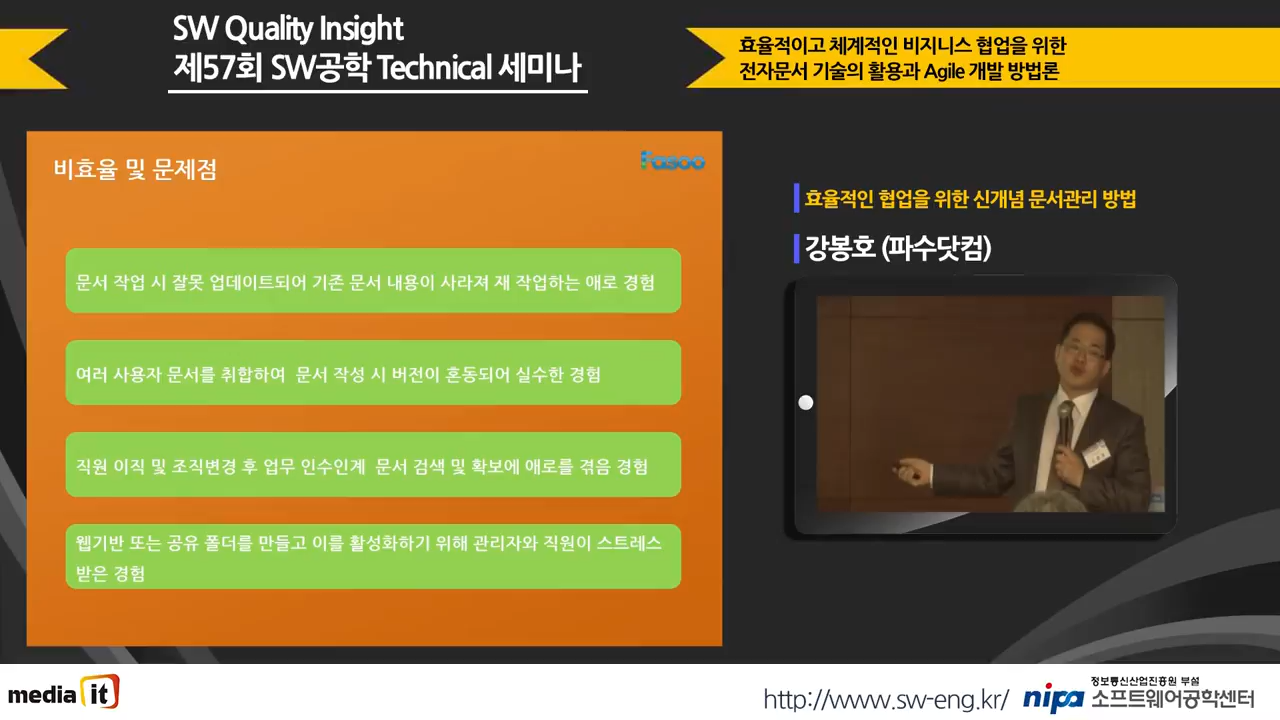 SW Quality Insight
제57회 SW공학 Technical 세미나
효율적이고 체계적인 비지니스 협업을 위한
전자문서 기술의 활용과 Agile 개발 방법론
비효율 및 문제점
Fasoo
문서 작업 시 잘못 업데이트되어 기존 문서 내용이 사라져 재 작업하는 애로 경험
여러 사용자 문서를 취합하여 문서 작성 시 버전이 혼동되어 실수한 경험
직원 이직 및 조직변경 후 업무 인수인계 문서 검색 및 확보에 애로를 겪음 경험
웹기반 또는 공유 폴더를 만들고 이를 활성화하기 위해 관리자와 직원이 스트레스
받은 경험
효율적인 협업을 위한 신개념 문서관리 방법
강봉호 (파수닷컴)
media it
http://www.sw-eng.kr/
nipa
정보통신산업진흥원 부설
소프트웨어공학센터